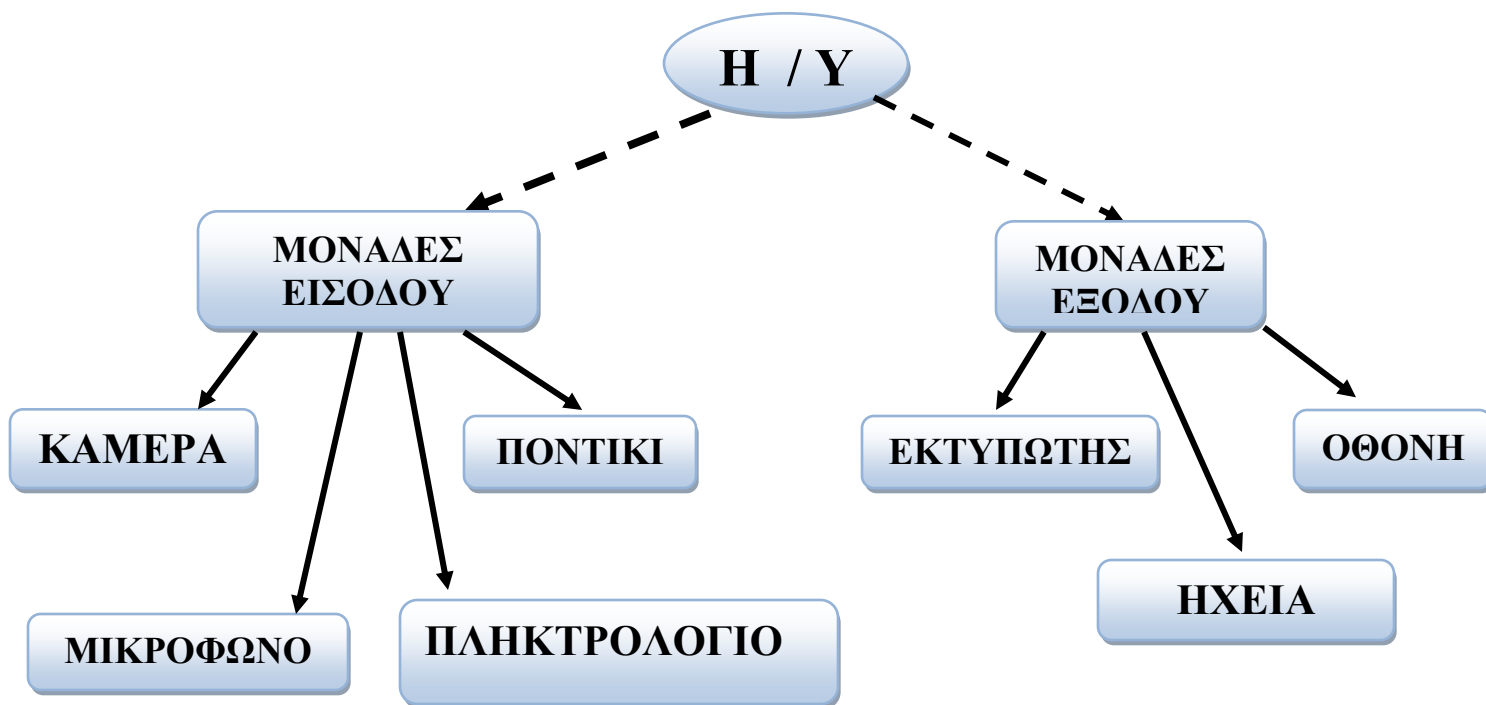 Η / Υ
ΜΟΝΑΔΕΣ
ΕΙΣΟΔΟΥ
ΜΟΝΑΔΕΣ
ΕΞΟΔΟΥ
ΚΑΜΕΡΑ
ΠΟΝΤΙΚΙ
ΕΚΤΥΠΩΤΗΣ
ΟΘΟΝΗ
ΜΙΚΡΟΦΩΝΟ
ΠΛΗΚΤΡΟΛΟΓΙΟ
ΗΧΕΙΑ